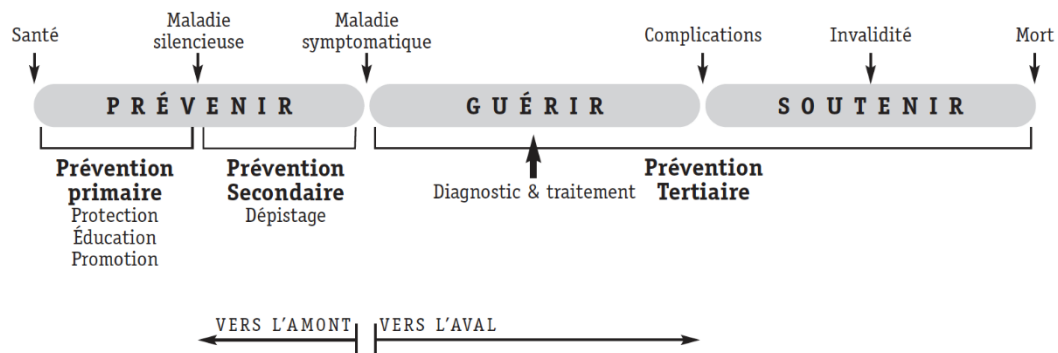 Santé
Maladie
silencieuse
Maladie
symptomatique
Complications
Invalidité
Mort
PRÉVENIR
GUÉRIR
SOUTENIR
Prévention
primaire
Protection
Éducation
Promotion
Prévention
Secondaire
Dépistage
Diagnostic & traitement
Prévention
Tertiaire
VERS L'AMONT
VERS L'AVAL